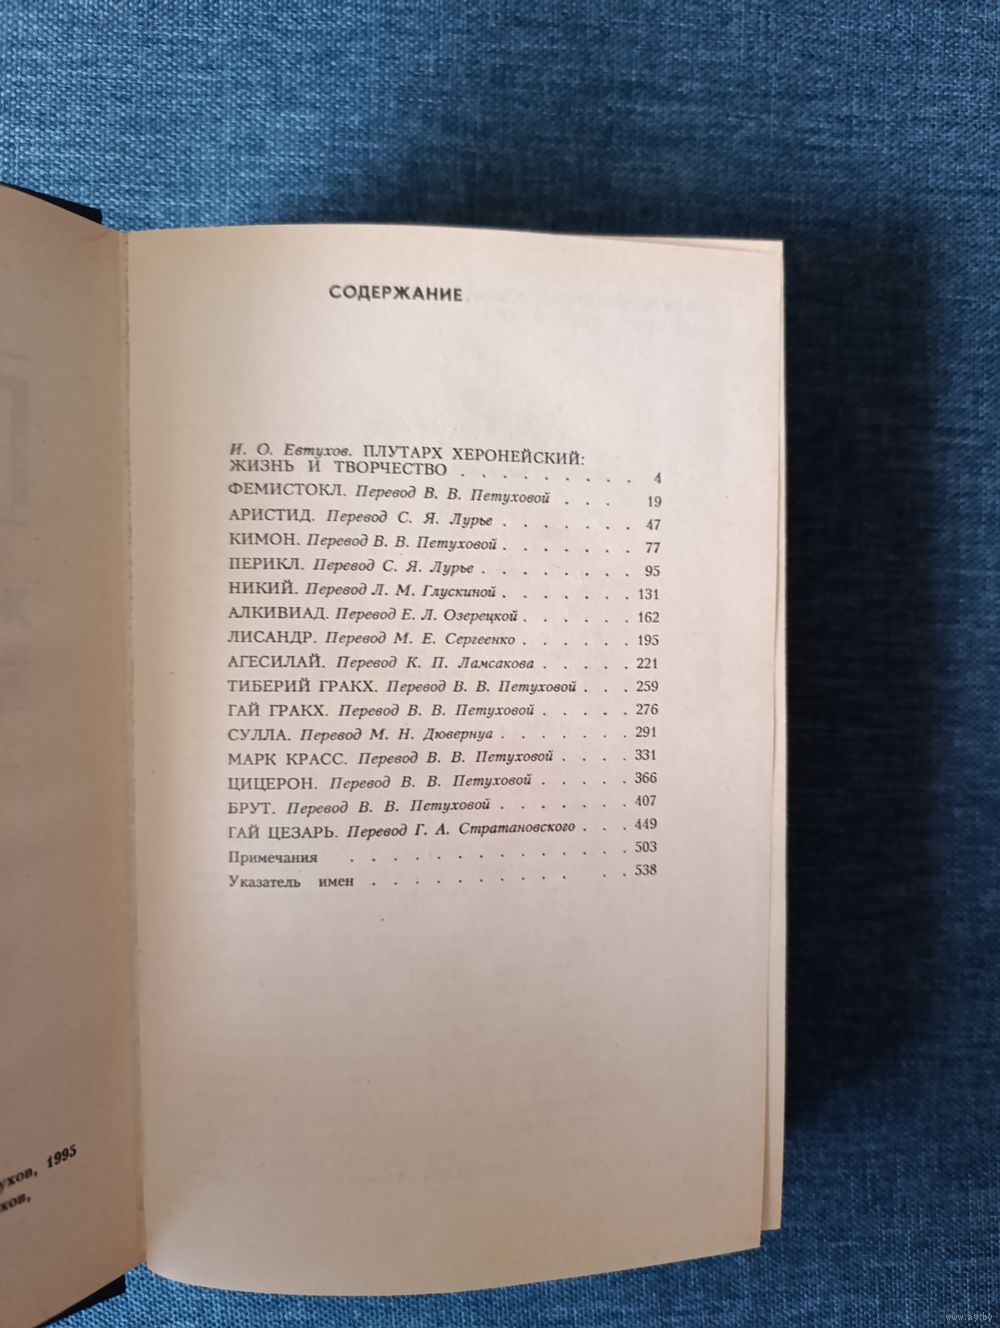 СОДЕРЖАНИЕ
И. О. Евтухов. ПЛУТАРХ ХЕРОНЕЙСКИЙ:
ЖИЗНЬ И ТВОРЧЕСТВО . . . . . . . . 4
ФЕМИСТОКЛ. Перевод В. В. Петуховой . . . 19
АРИСТИД. Перевод С. Я. Лурье . . . . . . . 47
КИМОН. Перевод В. В. Петуховой . . . . . . . 77
ПЕРИКЛ. Перевод С. Я. Лурье . . . . . . . 95
НИКИЙ. Перевод Л. М. Глускиной . . . . . . 131
АЛКИВИАД. Перевод Е. Л. Озерецкой . . . . . . 162
ЛИСАНДР. Перевод М. Е. Сергеенко . . . . . . 195
АГЕСИЛАЙ. Перевод К. П. Ламсакова . . . . . 221
ТИБЕРИЙ ГРАКХ. Перевод В. В. Петуховой . . . 259
ГАЙ ГРАКХ. Перевод В. В. Петуховой . . . . . 276
СУЛЛА. Перевод М. Н. Дювернуа . . . . . . . 291
МАРК КРАСС. Перевод В. В. Петуховой . . . . 331
ЦИЦЕРОН. Перевод В. В. Петуховой . . . . . 366
БРУТ. Перевод В. В. Петуховой . . . . . . . 407
ГАЙ ЦЕЗАРЬ. Перевод Г. А. Стратановского . . . 449
Примечания . . . . . . . . . . . . . 503
Указатель имен . . . . . . . . . . . 538
ухов, 1995
хов,
www.ay.by